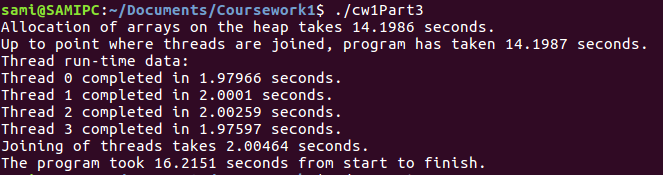 sami@SAMIPC:~/Documents/Coursework1$ ./cw1Part3
Allocation of arrays on the heap takes 14.1986 seconds.
Up to point where threads are joined, program has taken 14.1987 seconds.
Thread run-time data:
Thread 0 completed in 1.97966 seconds.
Thread 1 completed in 2.0001 seconds.
Thread 2 completed in 2.00259 seconds.
Thread 3 completed in 1.97597 seconds.
Joining of threads takes 2.00464 seconds.
The program took 16.2151 seconds from start to finish.